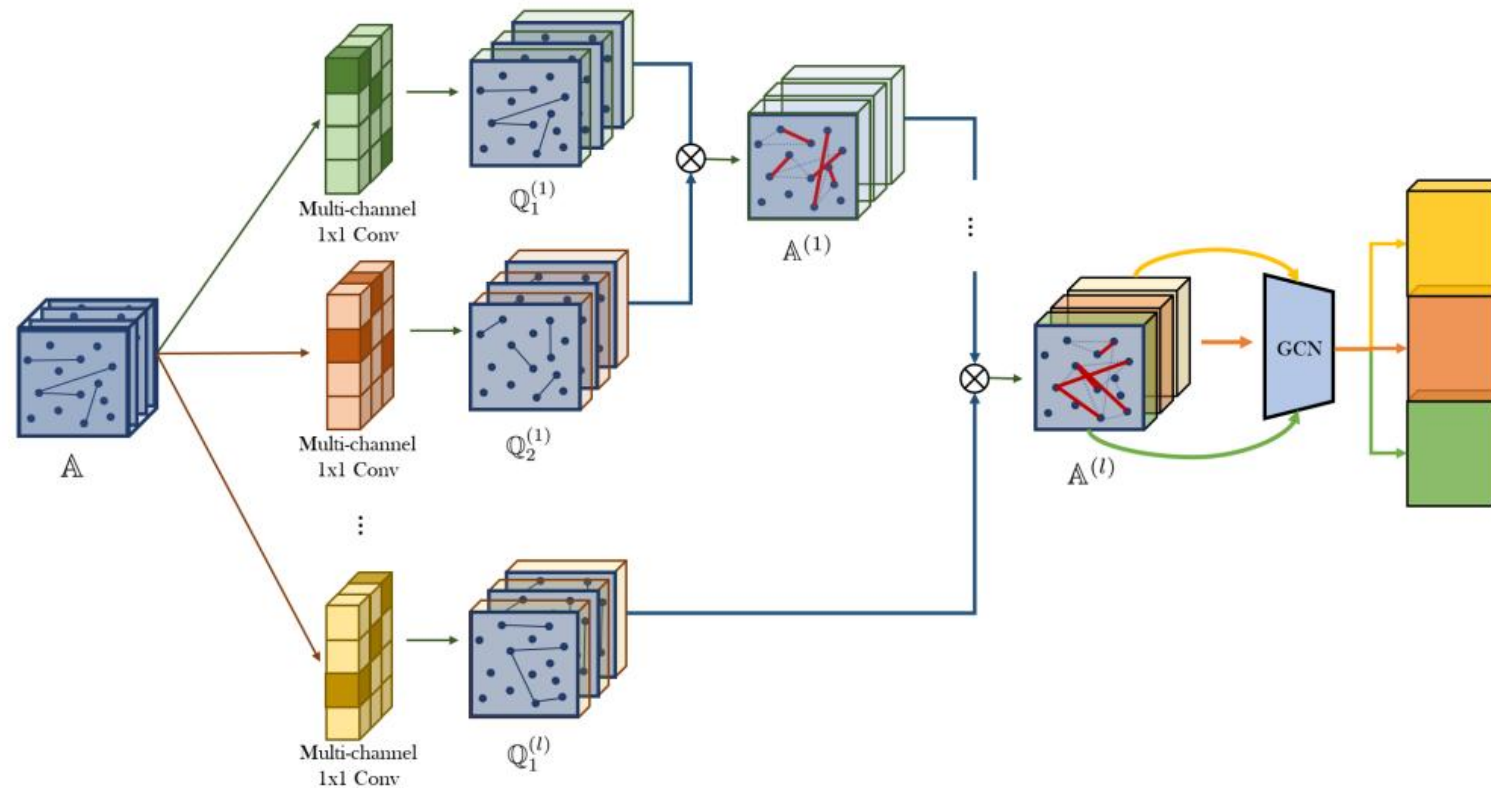 Multi-channel
1x1 Conv
ℚ₁⁽¹⁾
𝔸⁽¹⁾
⋮
Multi-channel
1x1 Conv
ℚ₂⁽¹⁾
𝔸
⋮
GCN
𝔸⁽ˡ⁾
Multi-channel
1x1 Conv
ℚ₁⁽ˡ⁾